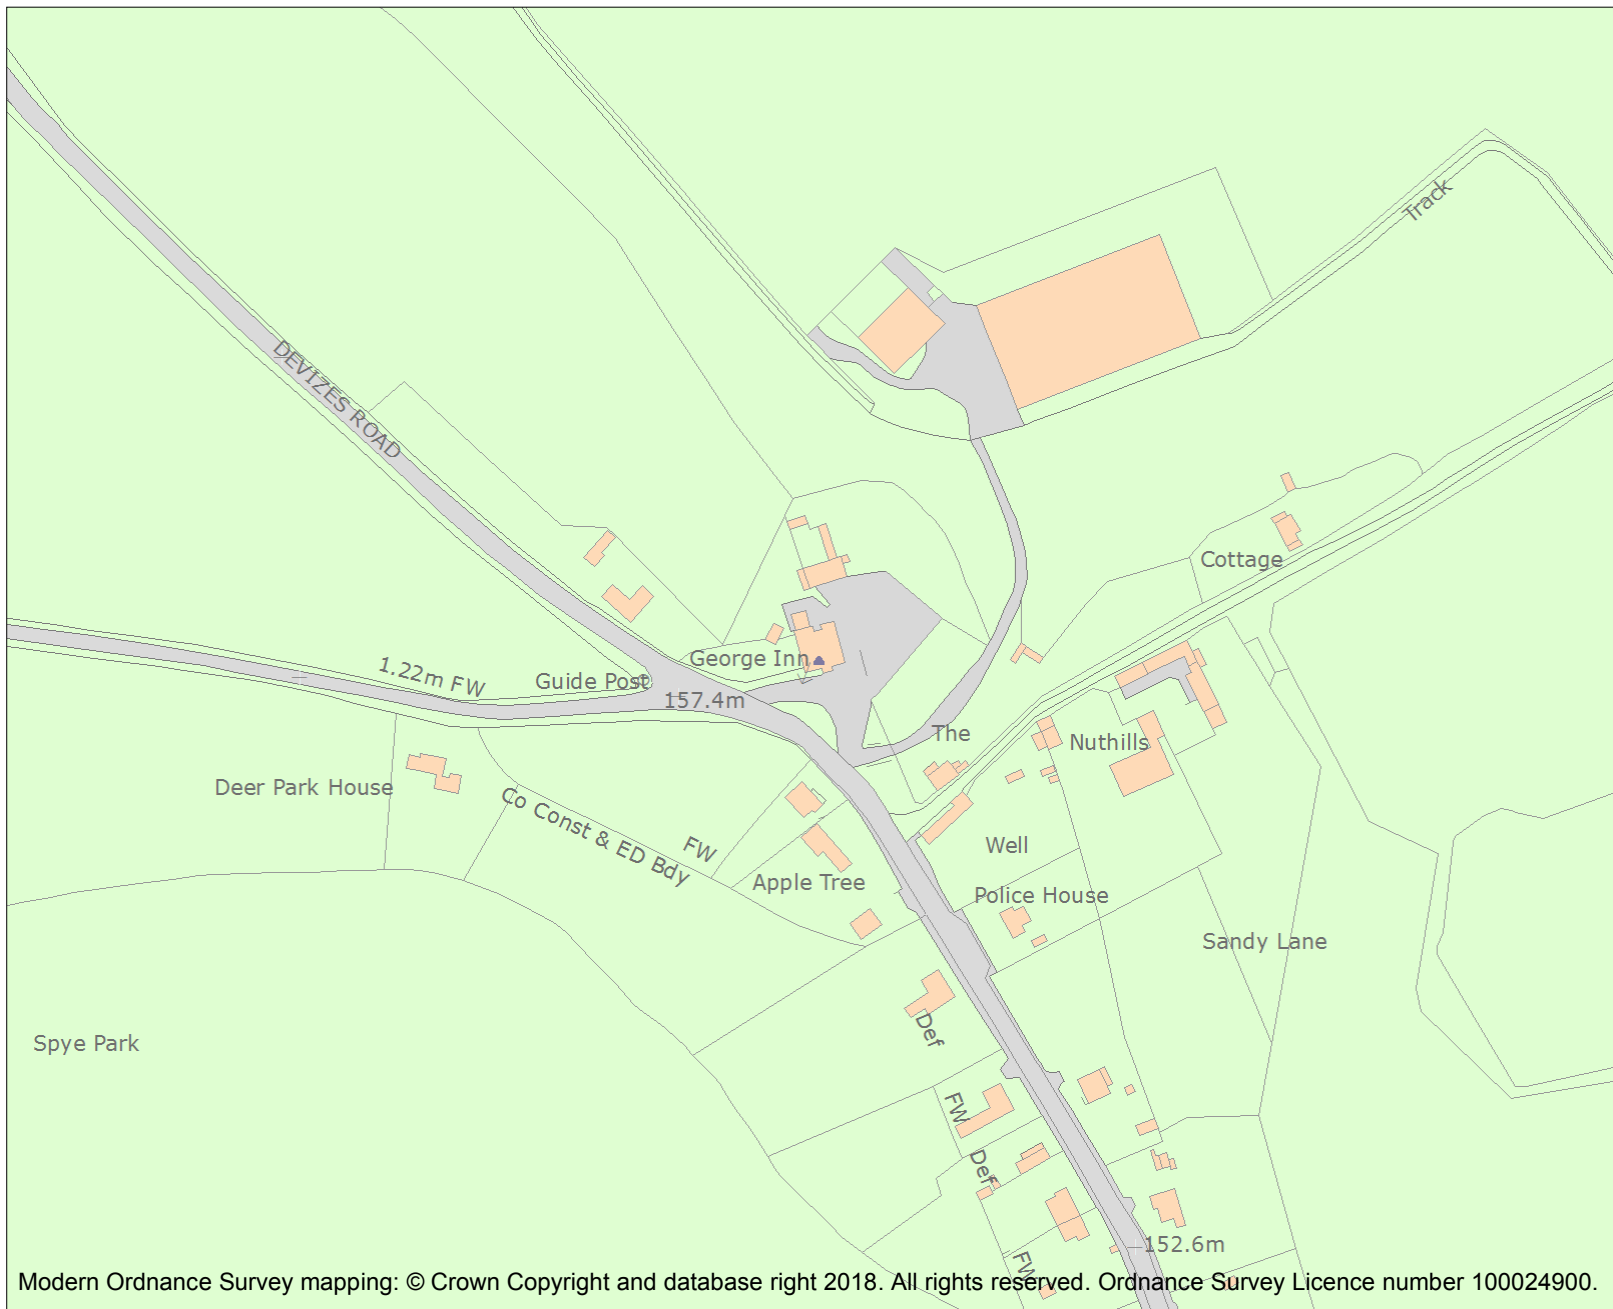 Track
DEVIZES ROAD
Cottage
George Inn
1.22m FW
Guide Post
157.4m
The
Nuthills
Deer Park House
Co Const & ED Bdy
FW
Well
Apple Tree
Police House
Sandy Lane
Def
Spye Park
FW
Def
152.6m
FW
Modern Ordnance Survey mapping: © Crown Copyright and database right 2018. All rights reserved. Ordnance Survey Licence number 100024900.